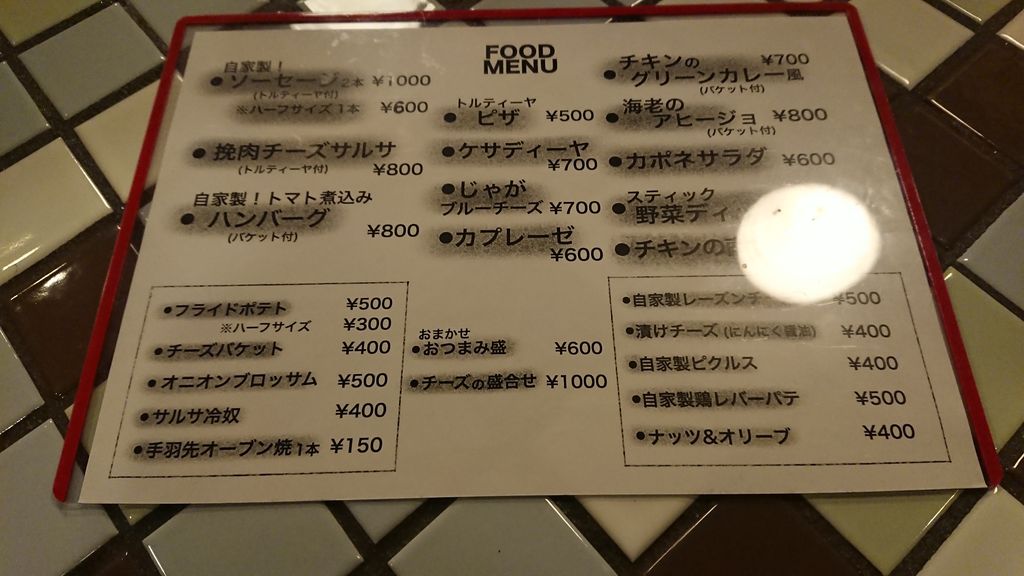 FOOD
MENU
自家製！
●ソーセージ2本 ¥1000
(トルティーヤ付)
※ハーフサイズ 1本 ¥600
●挽肉チーズサルサ
(トルティーヤ付) ¥800
自家製！トマト煮込み
●ハンバーグ
(バケット付) ¥800
トルティーヤ
●ピザ ¥500
●ケサディーヤ
¥700
●じゃが
ブルーチーズ ¥700
●カプレーゼ
¥600
チキンの ¥700
●グリーンカレー風
(バケット付)
海老の
●アヒージョ ¥800
(バケット付)
●カポネサラダ ¥600
スティック
●野菜ディ
●チキンの
●フライドポテト ¥500
※ハーフサイズ ¥300
●チーズバケット ¥400
●オニオンブロッサム ¥500
●サルサ冷奴 ¥400
●手羽先オーブン焼 1本 ¥150
おまかせ
●おつまみ盛 ¥600
●チーズの盛合せ ¥1000
●自家製レーズンチ ¥500
●漬けチーズ (にんにく醤油) ¥400
●自家製ピクルス ¥400
●自家製鶏レバーパテ ¥500
●ナッツ&オリーブ ¥400